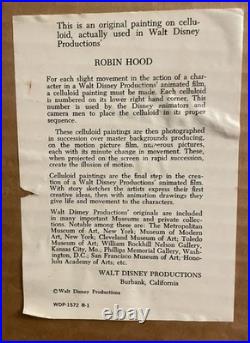 This is an original painting on cellu-
loid, actually used in Walt Disney
Productions'
ROBIN HOOD
For each slight movement in the action of a char-
acter in a Walt Disney Productions' animated film,
a celluloid painting must be made. Each celluloid
is numbered on its lower right hand corner. This
number is used by the Disney animators and
camera men to place the celluloid in its proper
sequence.
These celluloid paintings are then photographed
in succession over master backgrounds producing,
on the motion picture film, numerous pictures,
each with its minute change in movement. These,
when projected on the screen in rapid succession,
create the illusion of motion.
Celluloid paintings are the final step in the crea-
tion of a Walt Disney Productions' animated film.
With story sketches the artists express their first
creative ideas, then with animation drawings they
give life and movement to the characters.
Walt Disney Productions' originals are included
in many important Museums and private collec-
tions. Notable among these are: The Metropolitan
Museum of Art, New York; Museum of Modern
Art, New York; Cleveland Museum of Art; Toledo
Museum of Art; William Rockhill Nelson Gallery,
Kansas City, Mo.; Phillips Memorial Gallery, Wash-
ington, D.C.; San Francisco Museum of Art, Hono-
lulu Academy of Arts; etc.
WALT DISNEY PRODUCTIONS
Burbank, California
©Walt Disney Productions
WDP-1572 R-1